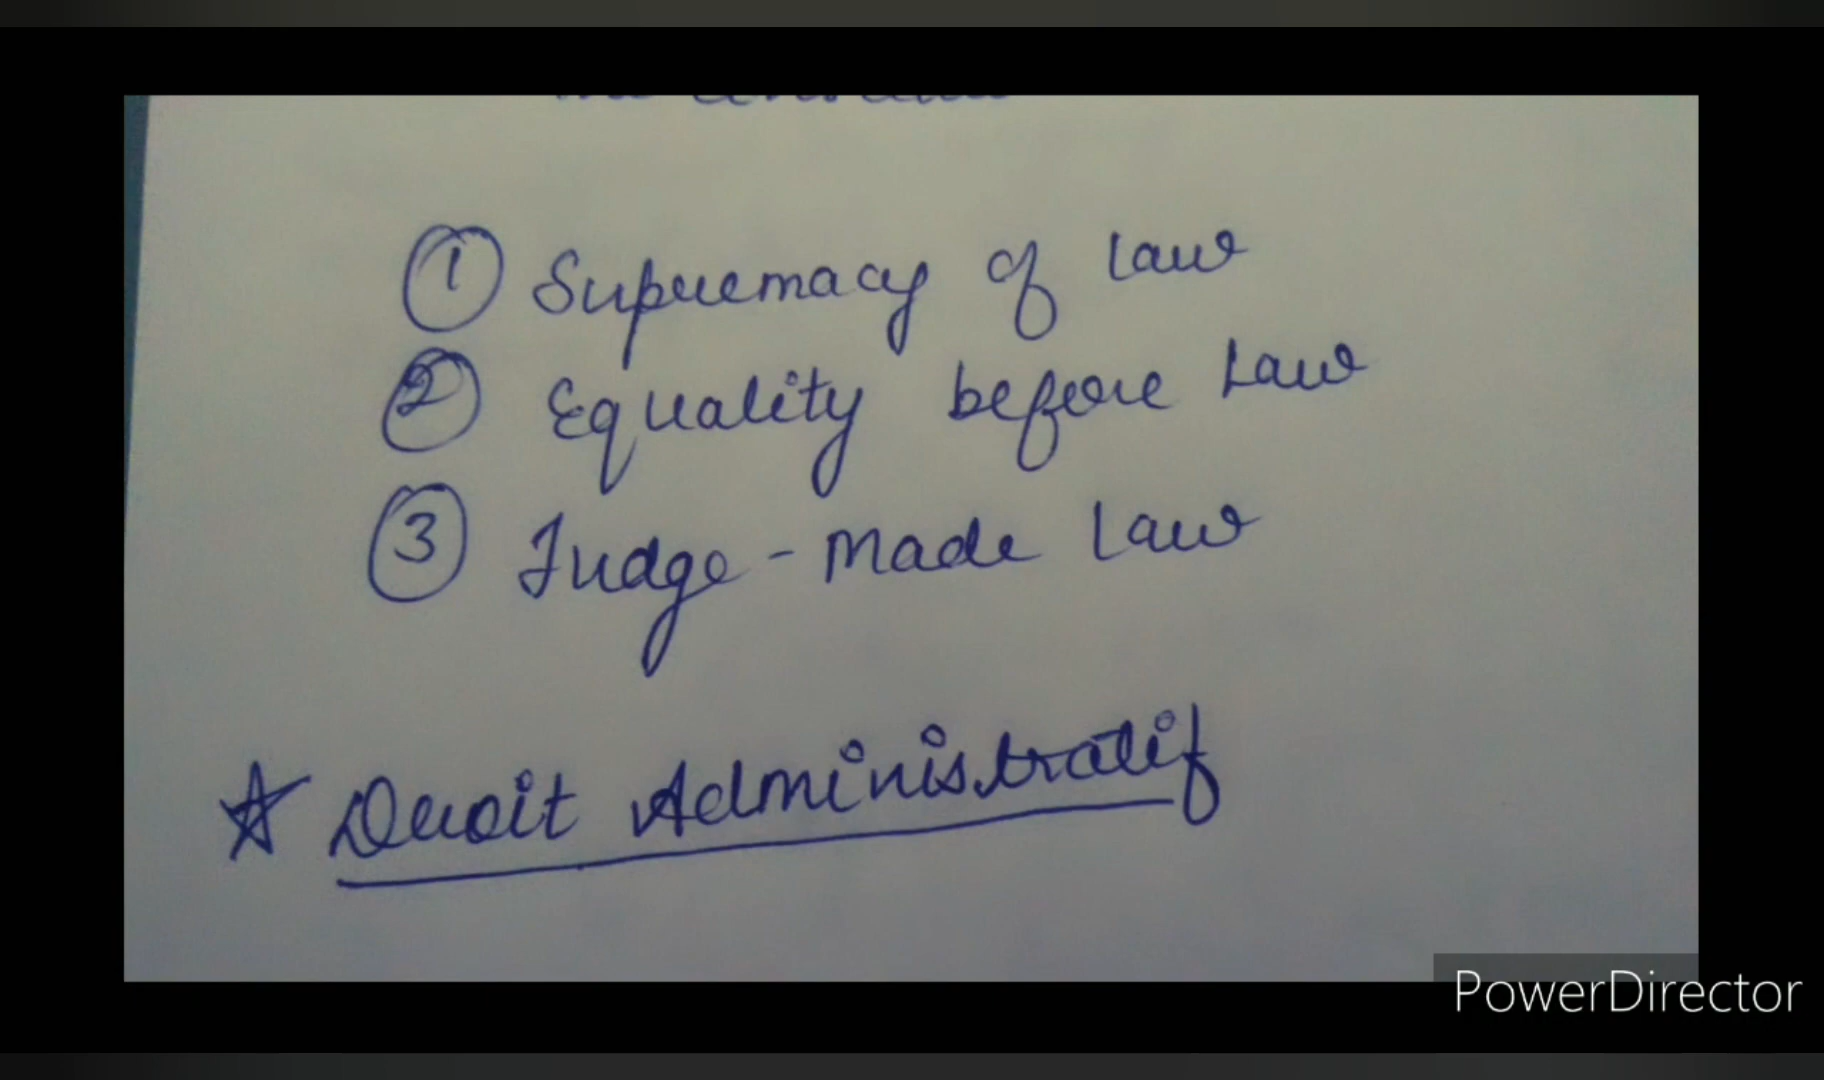 ① Supremacy of law
② Equality before Law
③ Judge-Made law
☆ Droit Administratif
PowerDirector